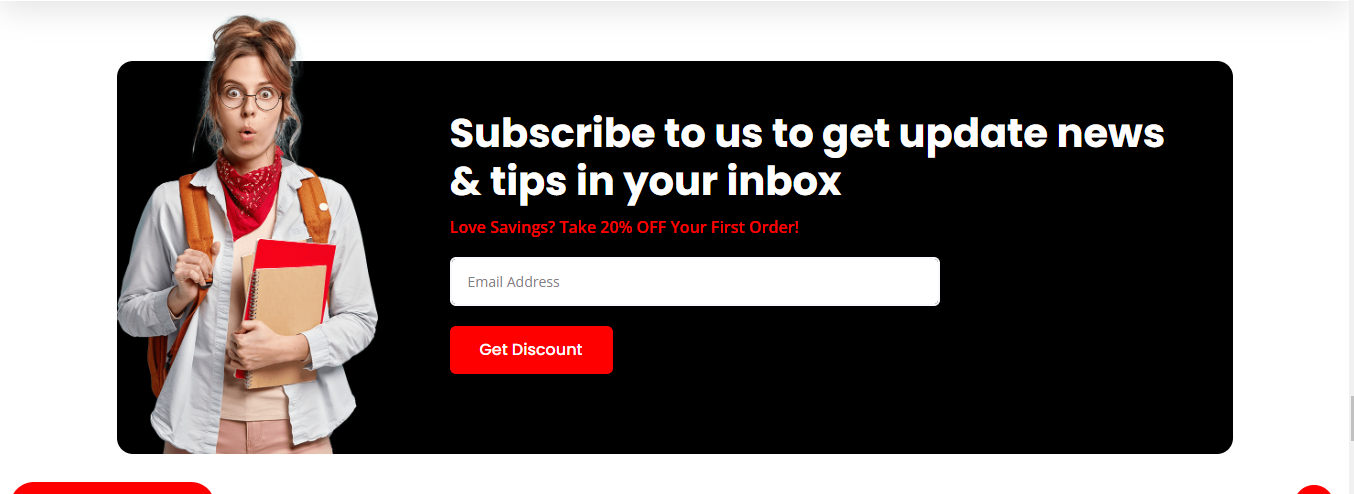 Subscribe to us to get update news
& tips in your inbox
Love Savings? Take 20% OFF Your First Order!
Email Address
Get Discount